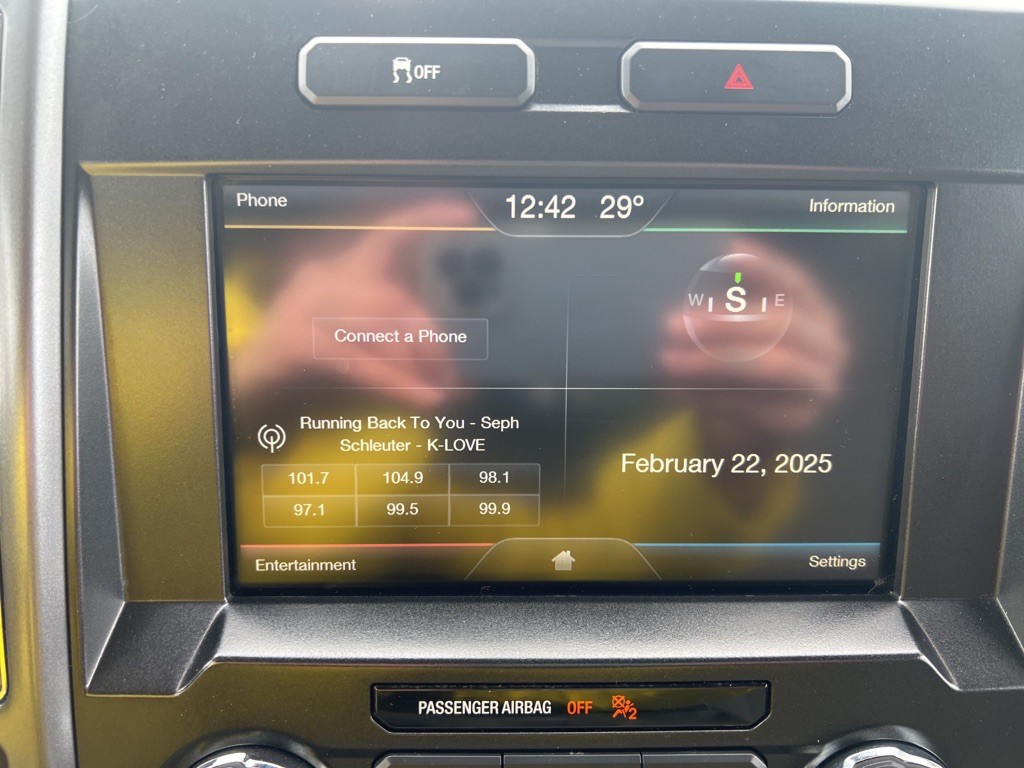 OFF
Phone
12:42 29°
Information
W S E
Connect a Phone
Running Back To You - Seph
Schleuter - K-LOVE
101.7 104.9 98.1
97.1 99.5 99.9
February 22, 2025
Entertainment
Settings
PASSENGER AIRBAG OFF 2